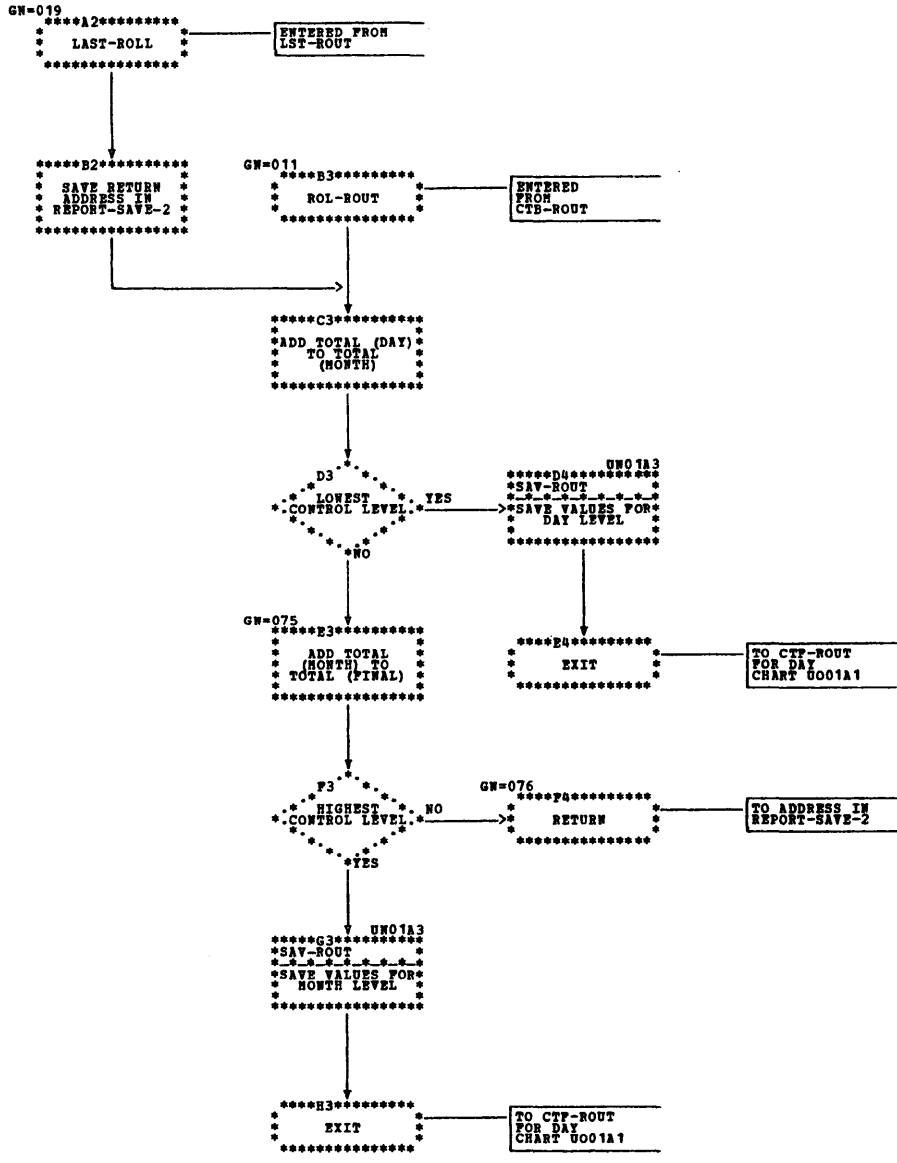 GN=019
A2
LAST-ROLL
ENTERED FROM
LST-ROUT
B2
SAVE RETURN
ADDRESS IN
REPORT-SAVE-2
GN=011
B3
ROL-ROUT
ENTERED
FROM
CTB-ROUT
C3
ADD TOTAL (DAY)
TO TOTAL
(MONTH)
D3
LOWEST
CONTROL LEVEL
YES
NO
UN01A3
D4
SAV-ROUT
SAVE VALUES FOR
DAY LEVEL
GN=075
E3
ADD TOTAL
(MONTH) TO
TOTAL (FINAL)
E4
EXIT
TO CTF-ROUT
FOR DAY
CHART UO01A1
F3
HIGHEST
CONTROL LEVEL
NO
YES
GN=076
F4
RETURN
TO ADDRESS IN
REPORT-SAVE-2
UN01A3
G3
SAV-ROUT
SAVE VALUES FOR
MONTH LEVEL
H3
EXIT
TO CTF-ROUT
FOR DAY
CHART UO01A1